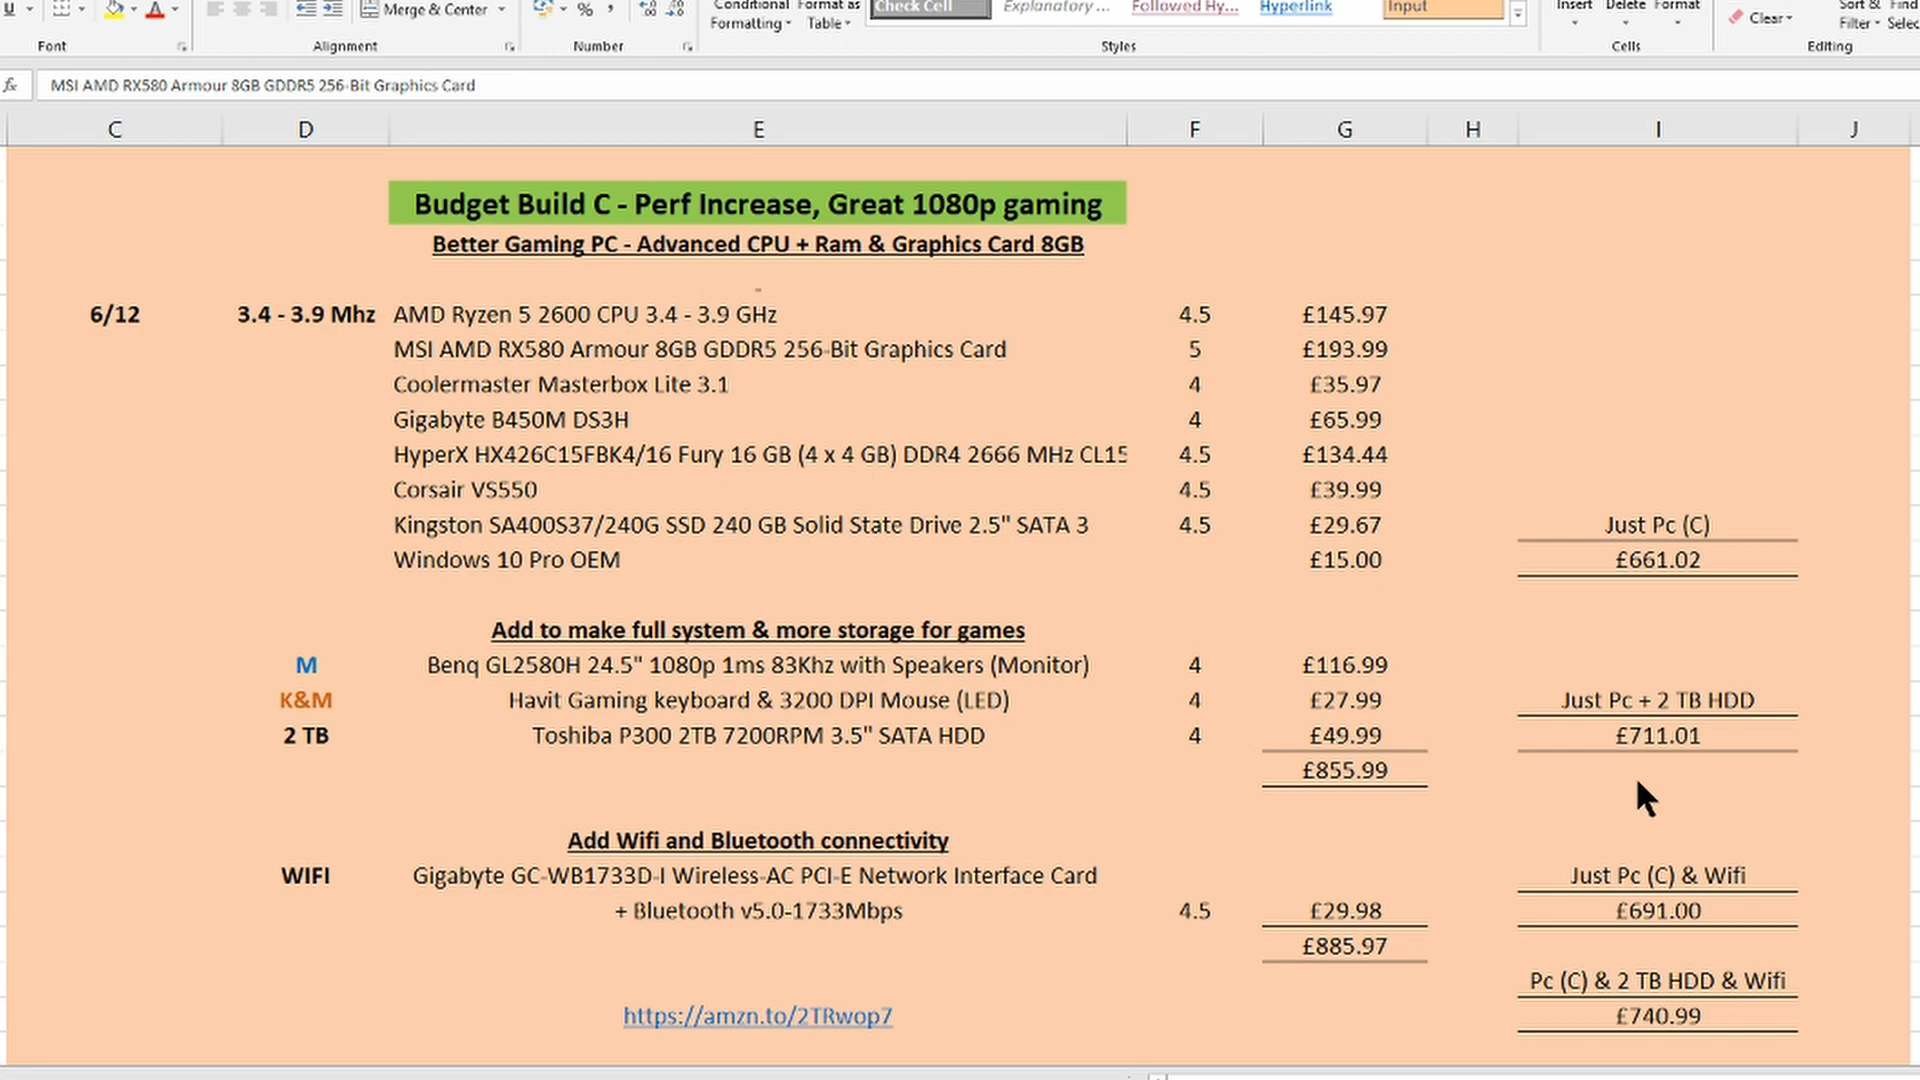 U % , Merge & Center Conditional Format as Check Cell Explanatory ... Followed Hy... Hyperlink Input Insert Delete Format Clear Sort & Find
Formatting Table Filter Selec
Font Alignment Number Styles Cells Editing
fx MSI AMD RX580 Armour 8GB GDDR5 256-Bit Graphics Card
C D E F G H I J
Budget Build C - Perf Increase, Great 1080p gaming
Better Gaming PC - Advanced CPU + Ram & Graphics Card 8GB
-
6/12 3.4 - 3.9 Mhz AMD Ryzen 5 2600 CPU 3.4 - 3.9 GHz 4.5 £145.97
MSI AMD RX580 Armour 8GB GDDR5 256-Bit Graphics Card 5 £193.99
Coolermaster Masterbox Lite 3.1 4 £35.97
Gigabyte B450M DS3H 4 £65.99
HyperX HX426C15FBK4/16 Fury 16 GB (4 x 4 GB) DDR4 2666 MHz CL15 4.5 £134.44
Corsair VS550 4.5 £39.99
Kingston SA400S37/240G SSD 240 GB Solid State Drive 2.5" SATA 3 4.5 £29.67 Just Pc (C)
Windows 10 Pro OEM £15.00 £661.02
Add to make full system & more storage for games
M Benq GL2580H 24.5" 1080p 1ms 83Khz with Speakers (Monitor) 4 £116.99
K&M Havit Gaming keyboard & 3200 DPI Mouse (LED) 4 £27.99 Just Pc + 2 TB HDD
2 TB Toshiba P300 2TB 7200RPM 3.5" SATA HDD 4 £49.99 £711.01
£855.99
Add Wifi and Bluetooth connectivity
WIFI Gigabyte GC-WB1733D-I Wireless-AC PCI-E Network Interface Card Just Pc (C) & Wifi
+ Bluetooth v5.0-1733Mbps 4.5 £29.98 £691.00
£885.97
Pc (C) & 2 TB HDD & Wifi
https://amzn.to/2TRwop7 £740.99